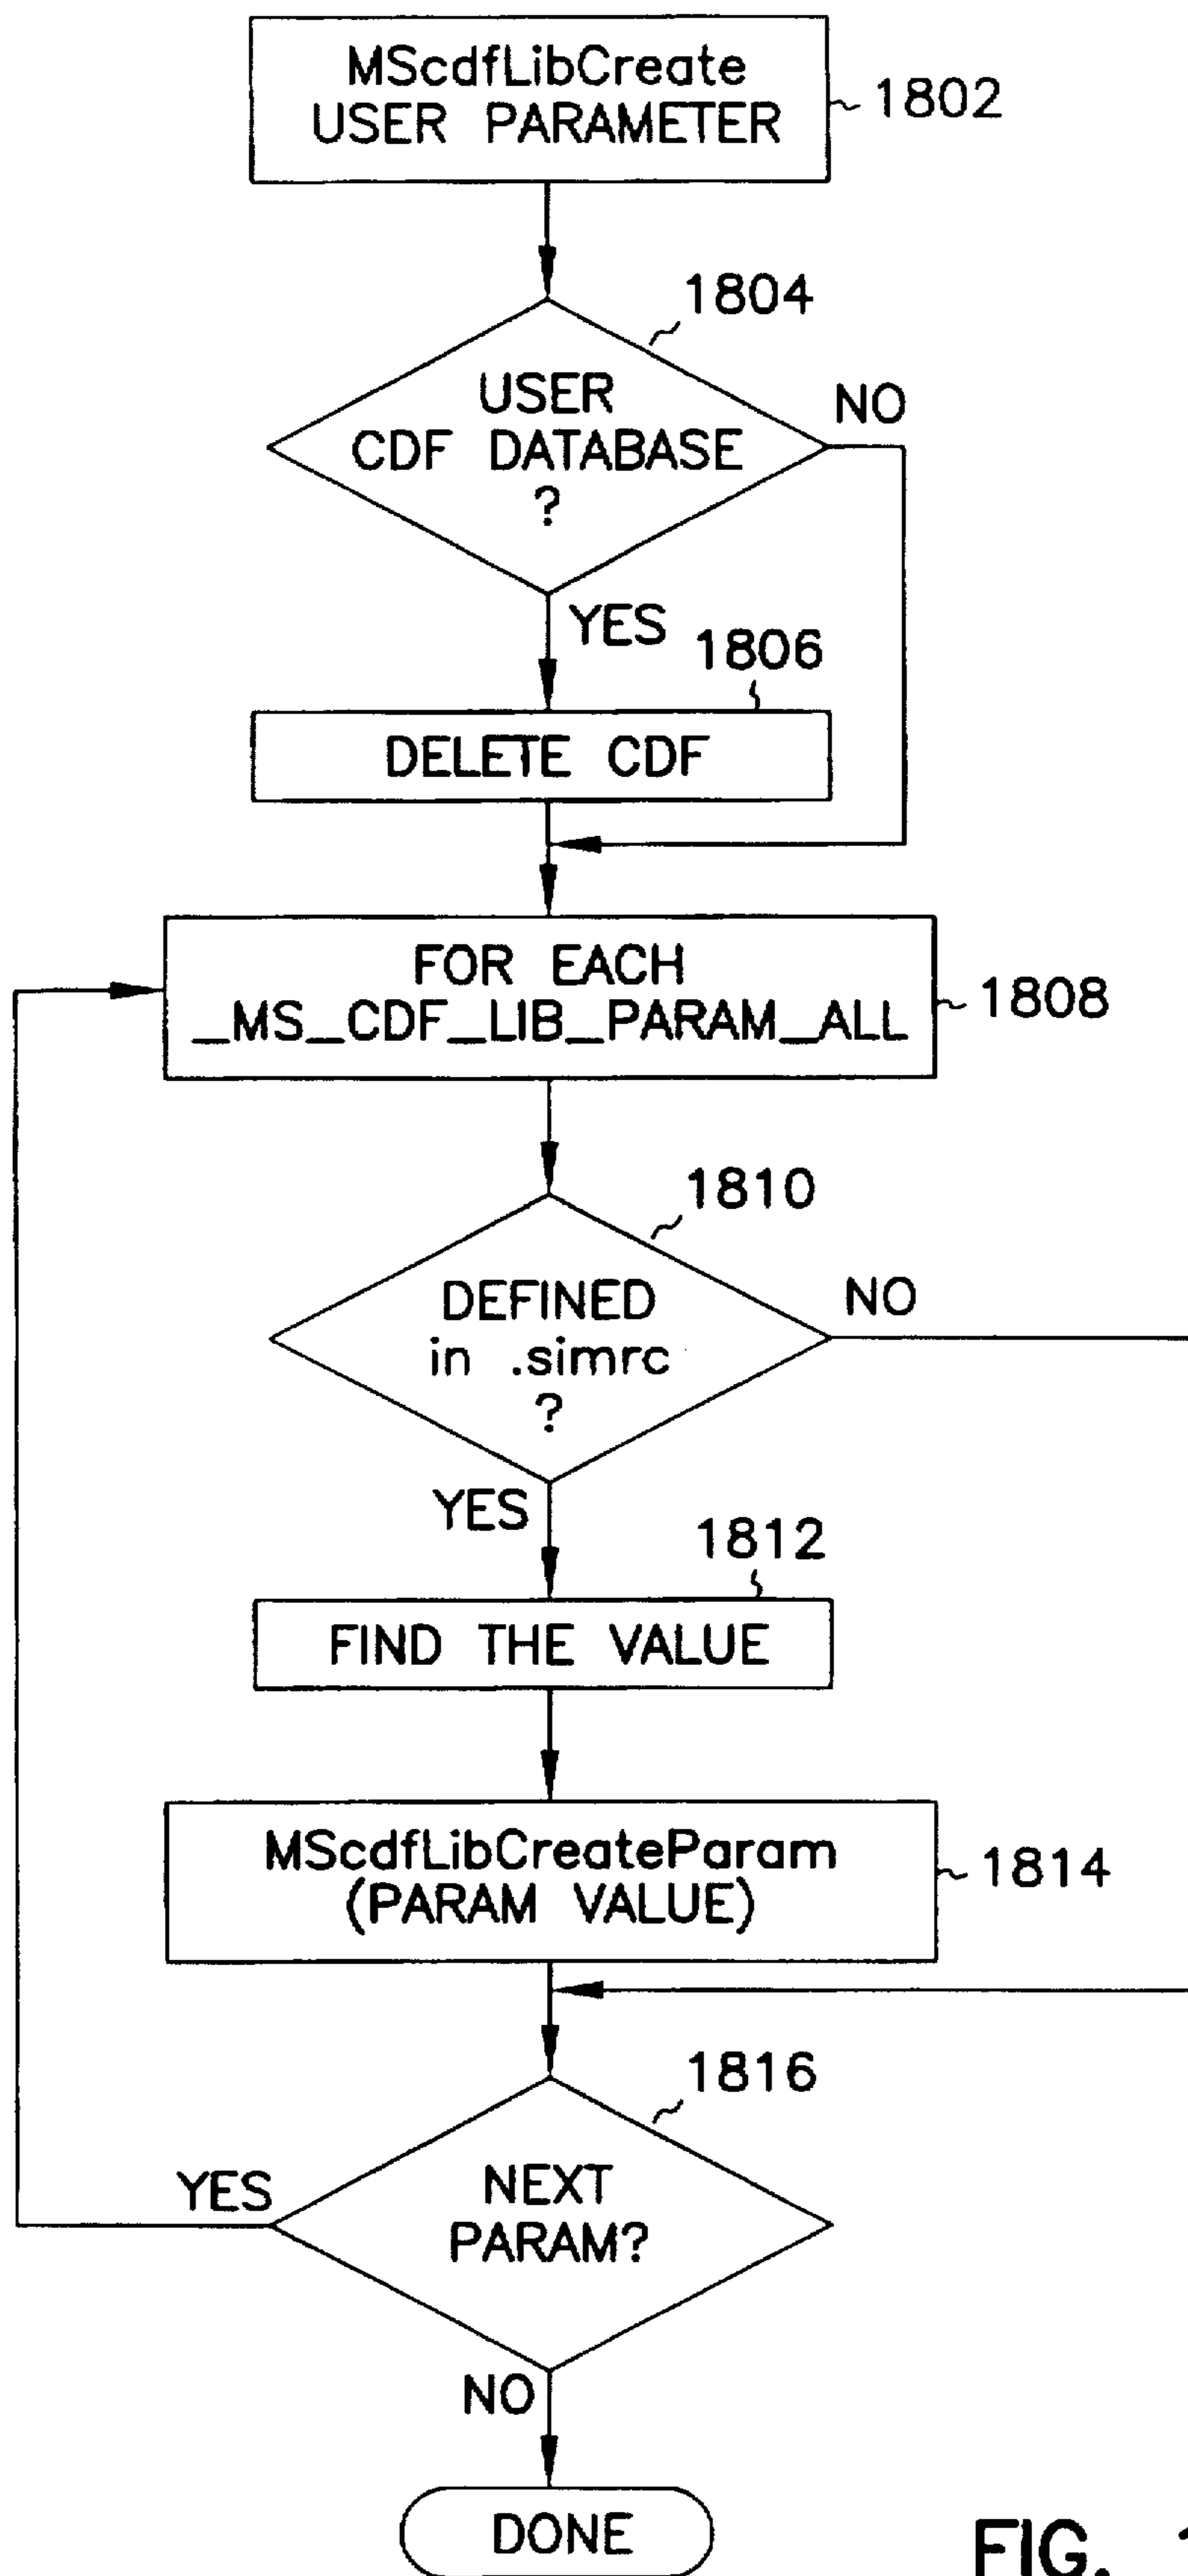 MScdfLibCreate
USER PARAMETER
1802
1804
USER
CDF DATABASE
?
NO
YES
1806
DELETE CDF
FOR EACH
_MS_CDF_LIB_PARAM_ALL
1808
1810
DEFINED
in .simrc
?
NO
YES
1812
FIND THE VALUE
MScdfLibCreateParam
(PARAM VALUE)
1814
1816
NEXT
PARAM?
YES
NO
DONE
FIG.